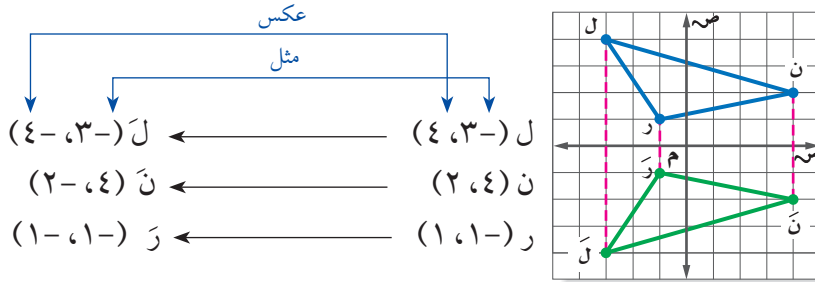 عكس
مثل
ل (-٣، ٤) لَ (-٣، -٤)
ن (٤، ٢) نَ (٤، -٢)
ر (-١، ١) رَ (-١، -١)
ص
ل
ن
ر
س
م
رَ
نَ
لَ